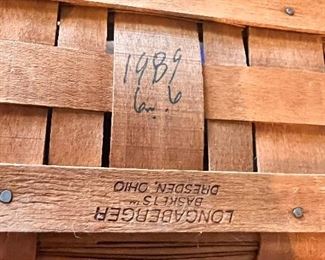 1989
LONGABERGER
BASKETS™
DRESDEN, OHIO